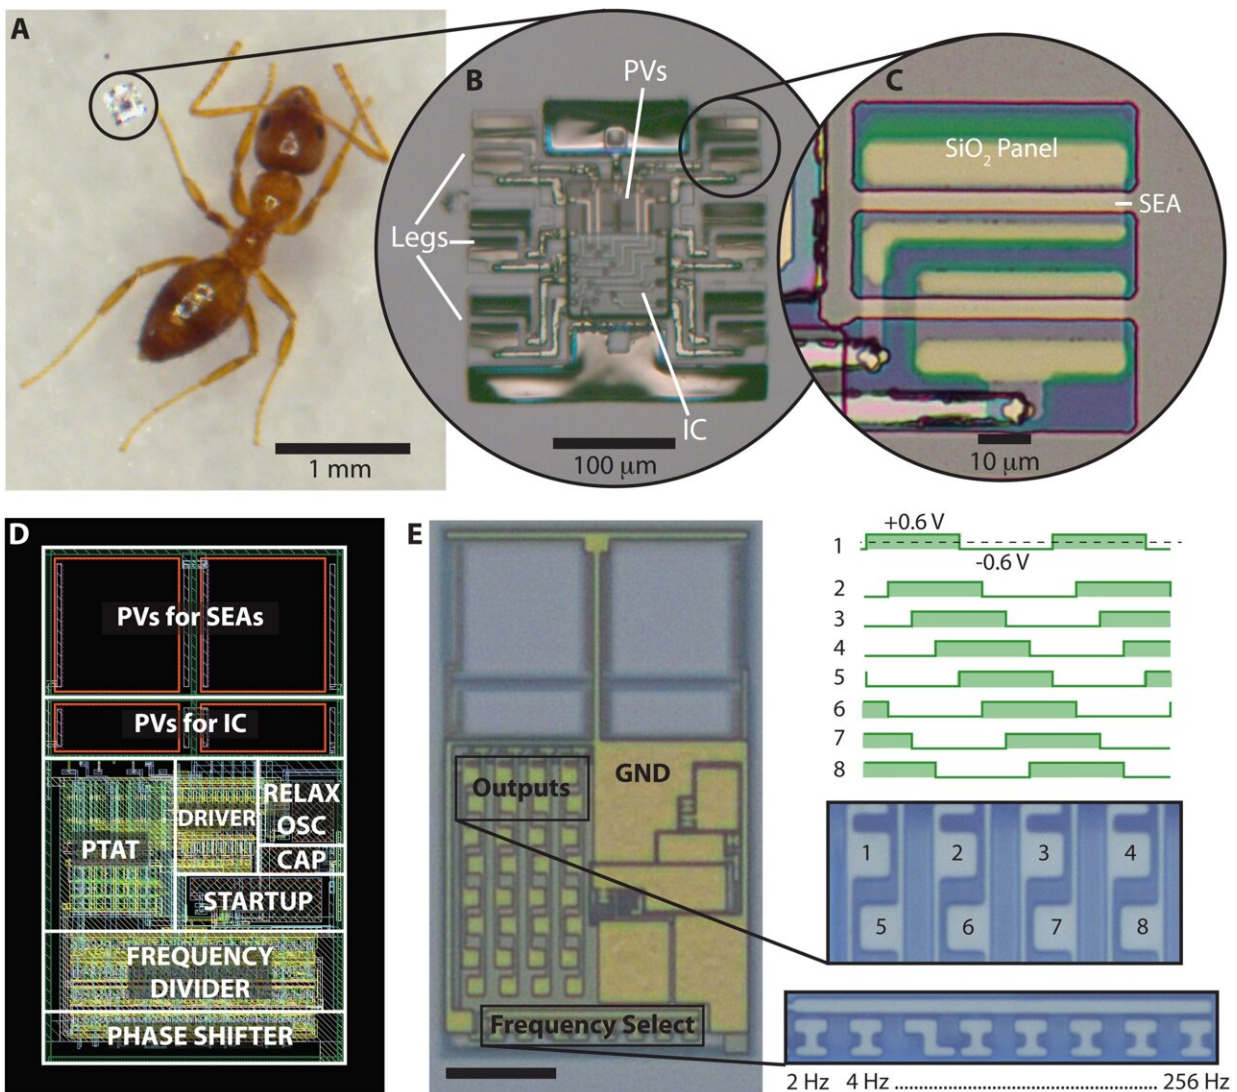 A
1 mm
B
PVs
Legs
IC
100 μm
C
SiO₂ Panel
SEA
10 μm
D
PVs for SEAs
PVs for IC
PTAT
DRIVER
RELAX
OSC
CAP
STARTUP
FREQUENCY
DIVIDER
PHASE SHIFTER
E
Outputs
GND
Frequency Select
+0.6 V
1
-0.6 V
2
3
4
5
6
7
8
1 2 3 4
5 6 7 8
2 Hz 4 Hz ........................................ 256 Hz